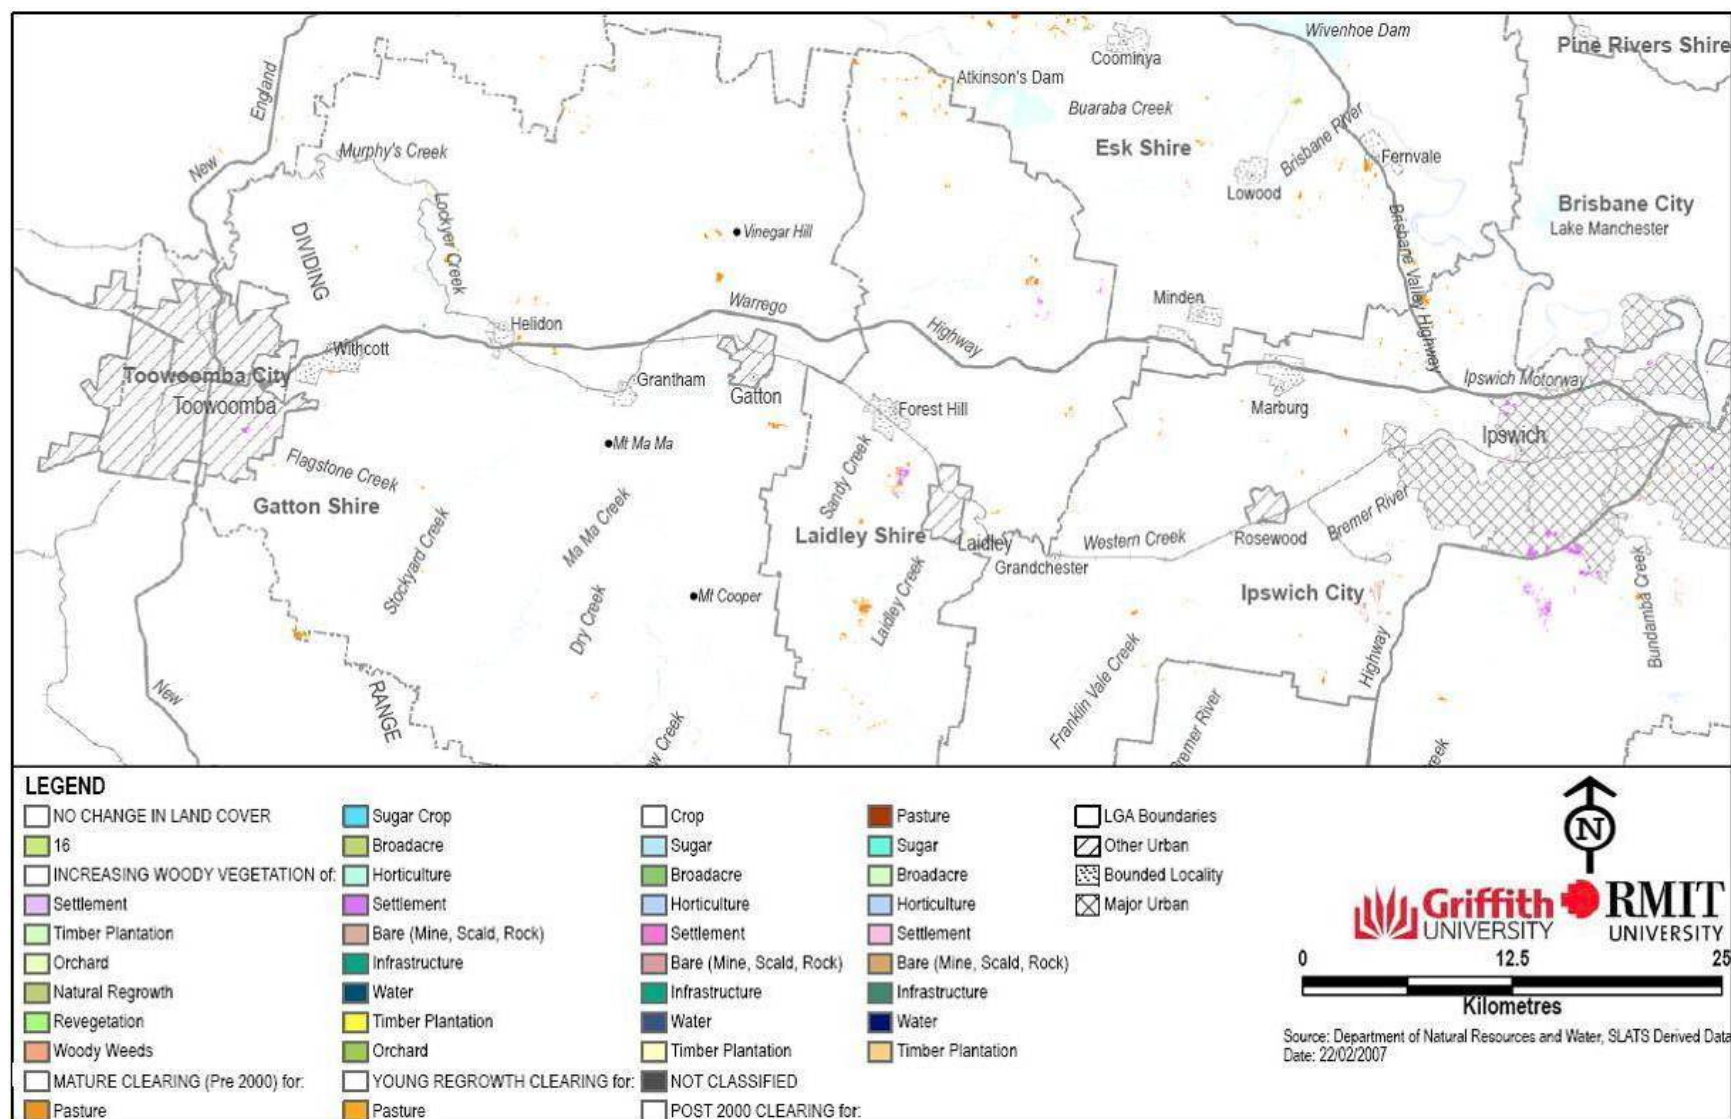 Wivenhoe Dam
Pine Rivers Shire
Coominya
Atkinson's Dam
England
Buaraba Creek
Brisbane River
Murphy's Creek
Esk Shire
Fernvale
New
Lowood
Lockyer Creek
Brisbane City
Lake Manchester
Vinegar Hill
DIVIDING
Brisbane Valley Highway
Minden
Warrego
Highway
Helidon
Withcott
Toowoomba City
Toowoomba
Grantham
Gatton
Forest Hill
Marburg
Ipswich Motorway
Ipswich
Mt Ma Ma
Flagstone Creek
Gatton Shire
Sandy Creek
Stockyard Creek
Ma Ma Creek
Laidley Shire
Laidley
Western Creek
Rosewood
Bremer River
Grandchester
Mt Cooper
Dry Creek
Laidley Creek
Ipswich City
Bundamba Creek
Highway
Franklin Vale Creek
New
RANGE
w Creek
Bremer River
reek
LEGEND
NO CHANGE IN LAND COVER
16
INCREASING WOODY VEGETATION of:
Settlement
Timber Plantation
Orchard
Natural Regrowth
Revegetation
Woody Weeds
MATURE CLEARING (Pre 2000) for:
Pasture
Sugar Crop
Broadacre
Horticulture
Settlement
Bare (Mine, Scald, Rock)
Infrastructure
Water
Timber Plantation
Orchard
YOUNG REGROWTH CLEARING for:
Pasture
Crop
Sugar
Broadacre
Horticulture
Settlement
Bare (Mine, Scald, Rock)
Infrastructure
Water
Timber Plantation
NOT CLASSIFIED
POST 2000 CLEARING for:
Pasture
Sugar
Broadacre
Horticulture
Settlement
Bare (Mine, Scald, Rock)
Infrastructure
Water
Timber Plantation
LGA Boundaries
Other Urban
Bounded Locality
Major Urban
N
Griffith
UNIVERSITY
RMIT
UNIVERSITY
0 12.5 25
Kilometres
Source: Department of Natural Resources and Water, SLATS Derived Data
Date: 22/02/2007